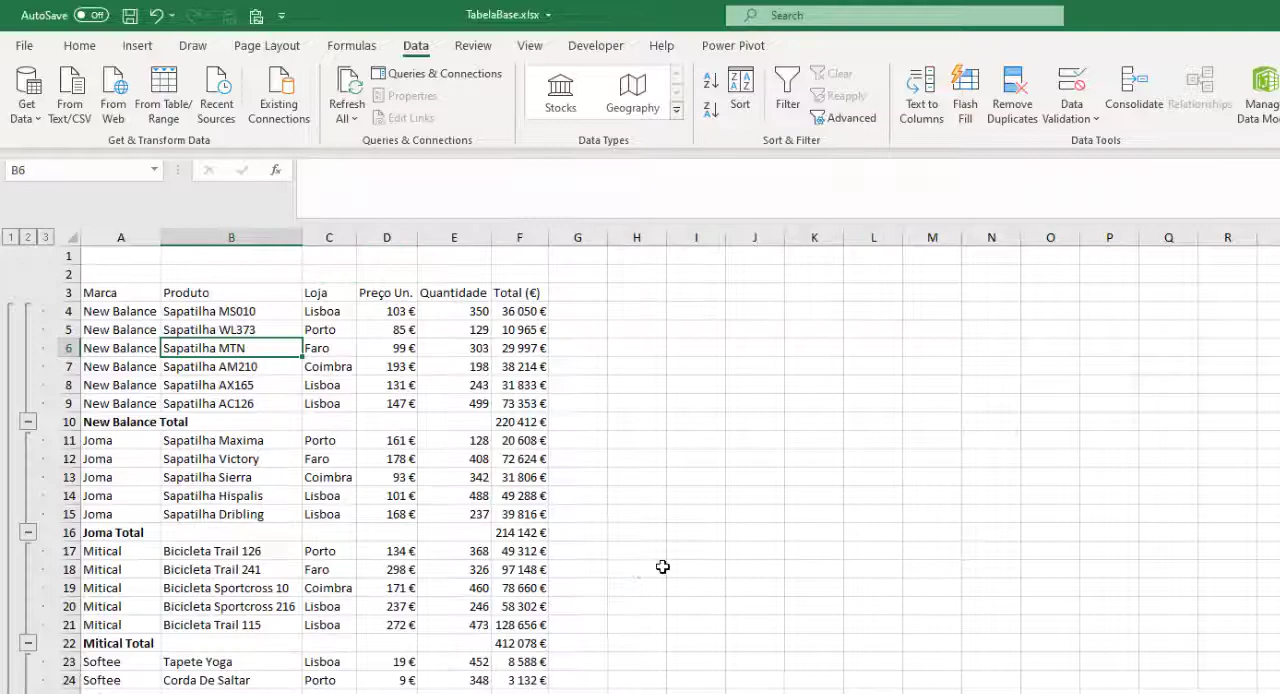 AutoSave Off TabelaBase.xlsx Search
File Home Insert Draw Page Layout Formulas Data Review View Developer Help Power Pivot
Get Data From Text/CSV From Web From Table/Range Recent Sources Existing Connections
Refresh All Queries & Connections Properties Edit Links
Stocks Geography
Sort Filter Clear Reapply Advanced
Text to Columns Flash Fill Remove Duplicates Data Validation Consolidate Relationships Manag Data Mo
Get & Transform Data Queries & Connections Data Types Sort & Filter Data Tools
B6 fx
1 2 3 A B C D E F G H I J K L M N O P Q R
1
2
3 Marca Produto Loja Preço Un. Quantidade Total (€)
4 New Balance Sapatilha MS010 Lisboa 103 € 350 36 050 €
5 New Balance Sapatilha WL373 Porto 85 € 129 10 965 €
6 New Balance Sapatilha MTN Faro 99 € 303 29 997 €
7 New Balance Sapatilha AM210 Coimbra 193 € 198 38 214 €
8 New Balance Sapatilha AX165 Lisboa 131 € 243 31 833 €
9 New Balance Sapatilha AC126 Lisboa 147 € 499 73 353 €
10 New Balance Total 220 412 €
11 Joma Sapatilha Maxima Porto 161 € 128 20 608 €
12 Joma Sapatilha Victory Faro 178 € 408 72 624 €
13 Joma Sapatilha Sierra Coimbra 93 € 342 31 806 €
14 Joma Sapatilha Hispalis Lisboa 101 € 488 49 288 €
15 Joma Sapatilha Dribling Lisboa 168 € 237 39 816 €
16 Joma Total 214 142 €
17 Mitical Bicicleta Trail 126 Porto 134 € 368 49 312 €
18 Mitical Bicicleta Trail 241 Faro 298 € 326 97 148 €
19 Mitical Bicicleta Sportcross 10 Coimbra 171 € 460 78 660 €
20 Mitical Bicicleta Sportcross 216 Lisboa 237 € 246 58 302 €
21 Mitical Bicicleta Trail 115 Lisboa 272 € 473 128 656 €
22 Mitical Total 412 078 €
23 Softee Tapete Yoga Lisboa 19 € 452 8 588 €
24 Softee Corda De Saltar Porto 9 € 348 3 132 €